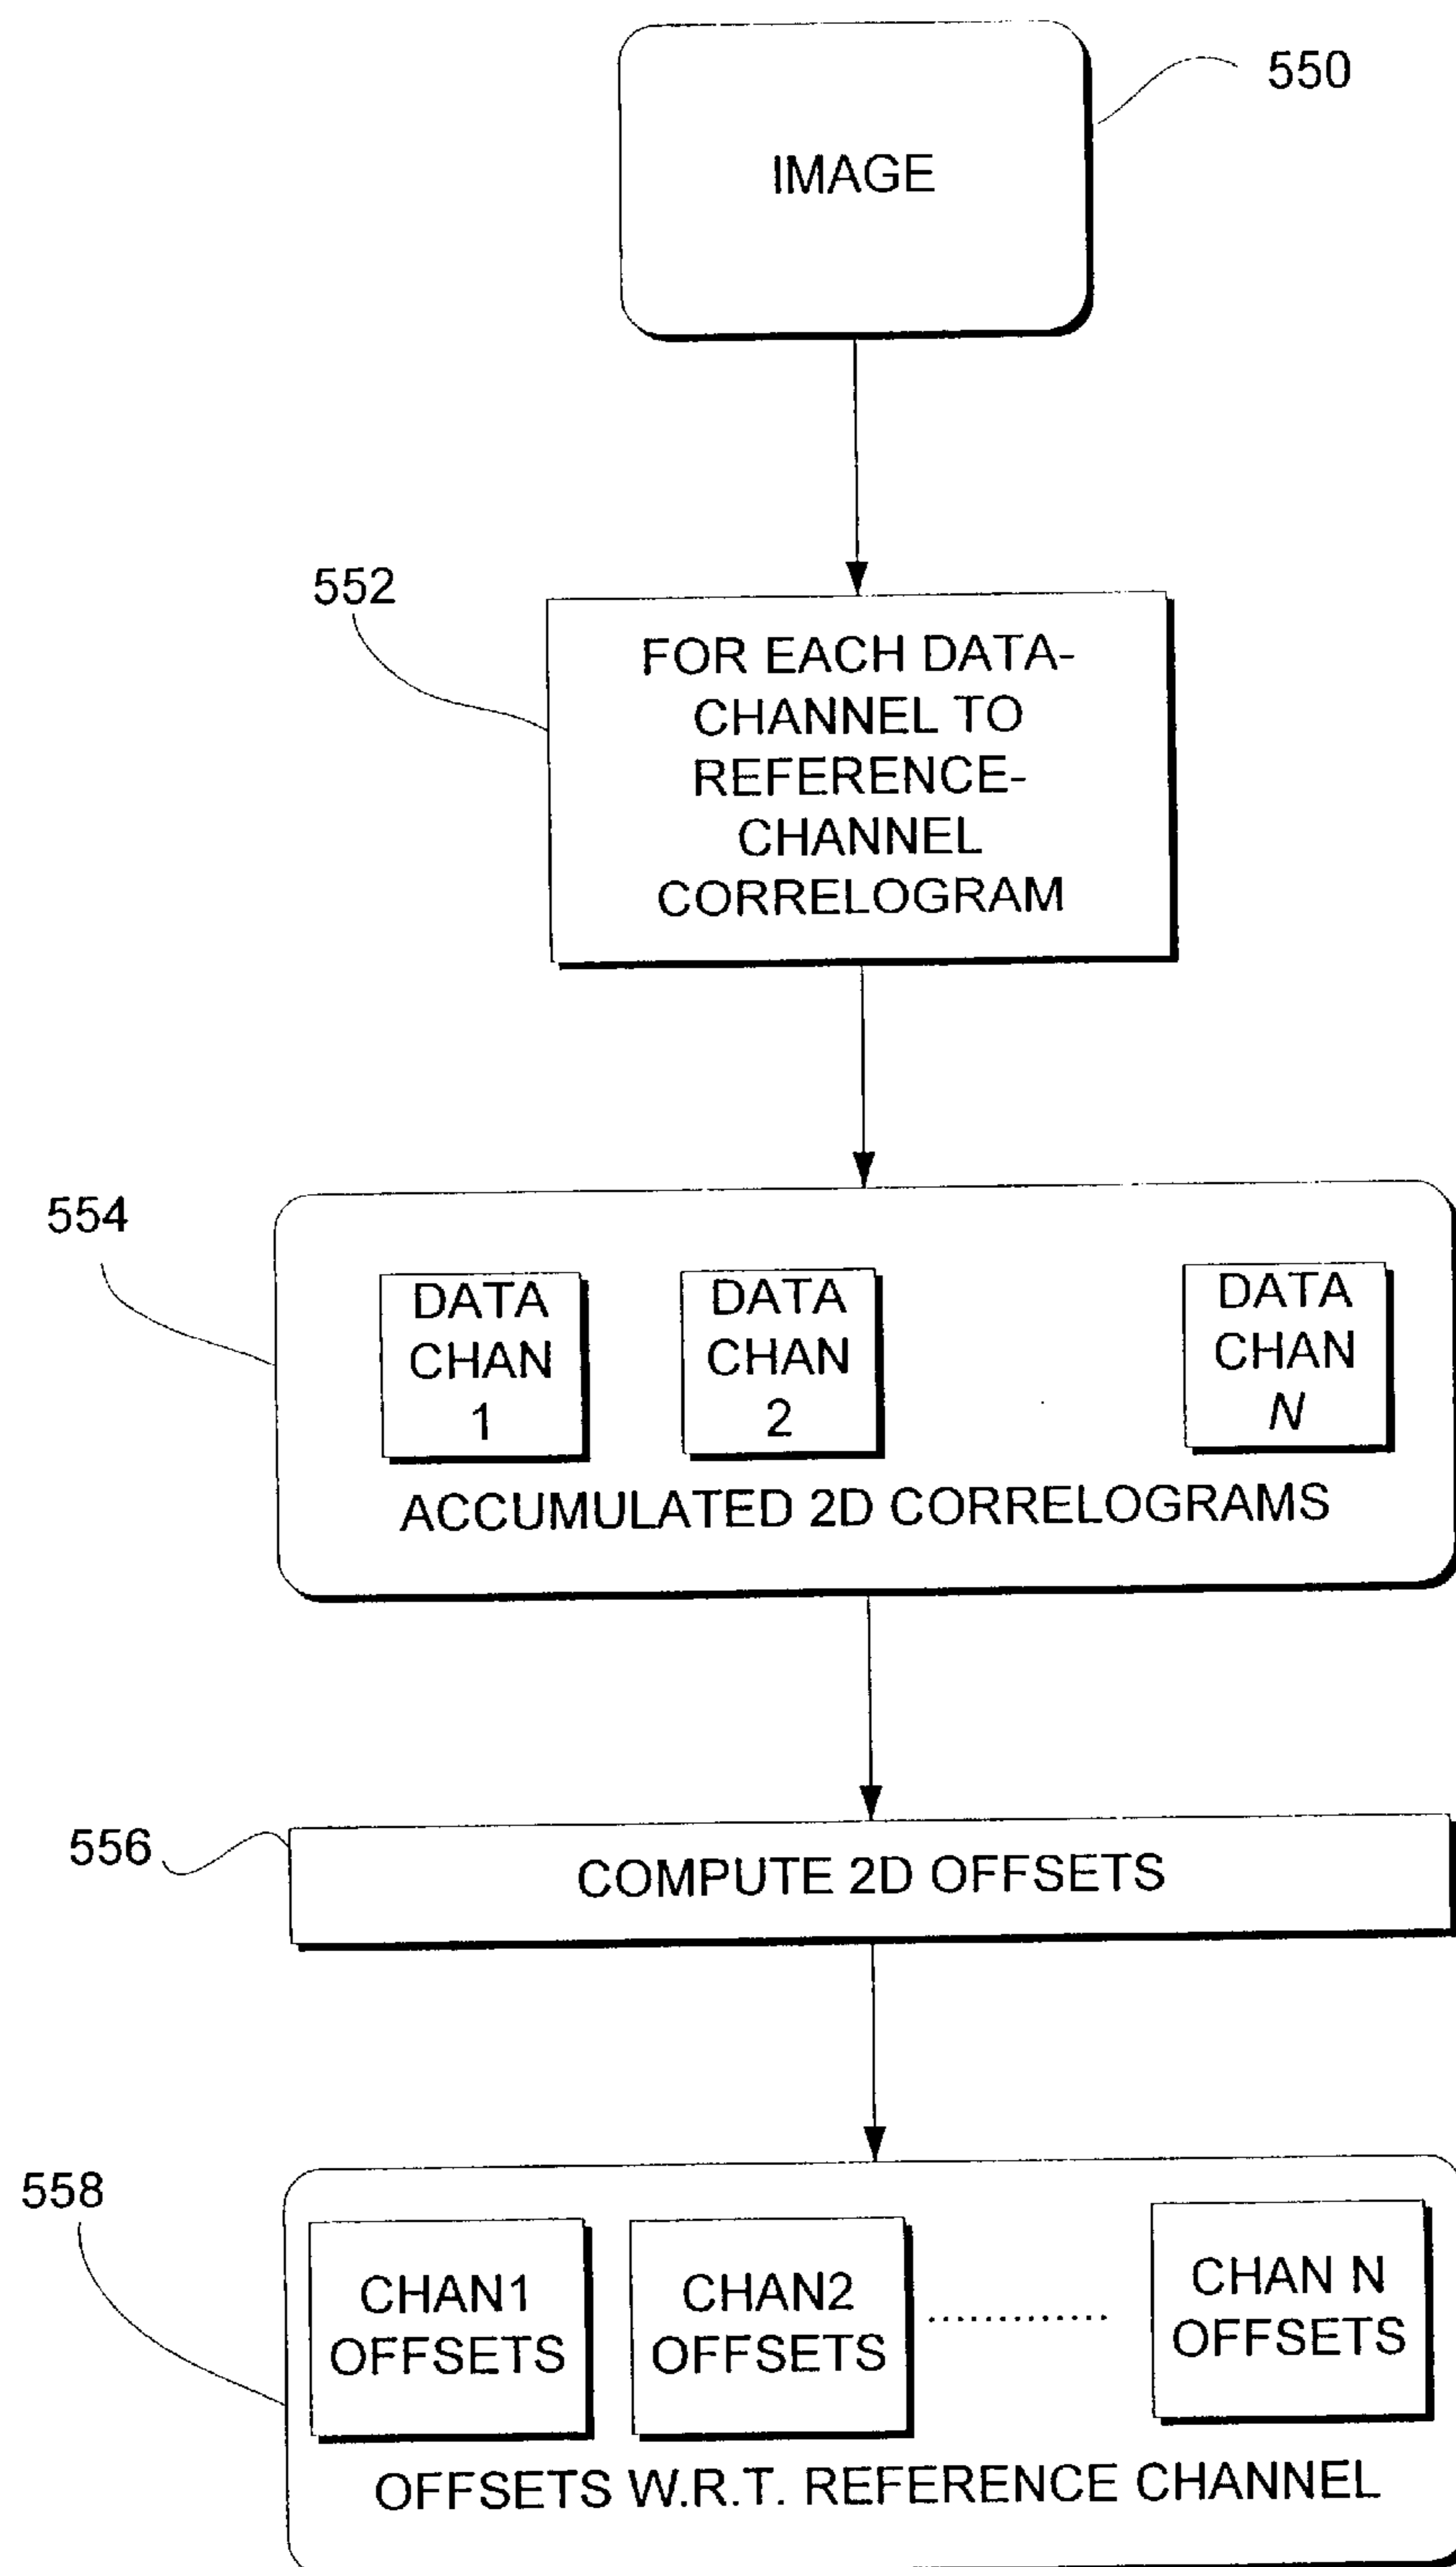 550
IMAGE
552
FOR EACH DATA-
CHANNEL TO
REFERENCE-
CHANNEL
CORRELOGRAM
554
DATA
CHAN
1
DATA
CHAN
2
DATA
CHAN
N
ACCUMULATED 2D CORRELOGRAMS
556
COMPUTE 2D OFFSETS
558
CHAN1
OFFSETS
CHAN2
OFFSETS
CHAN N
OFFSETS
OFFSETS W.R.T. REFERENCE CHANNEL